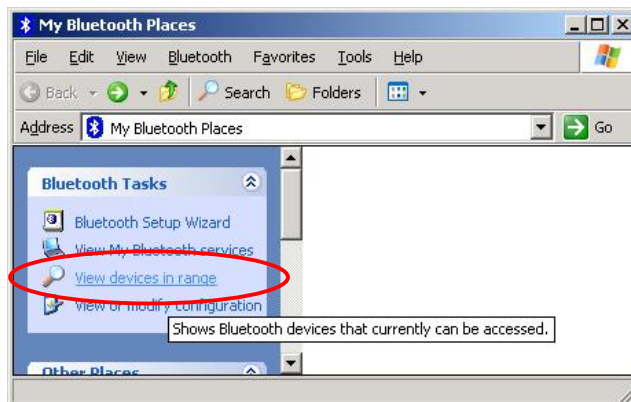 My Bluetooth Places
File Edit View Bluetooth Favorites Tools Help
Back Search Folders
Address My Bluetooth Places Go
Bluetooth Tasks
Bluetooth Setup Wizard
View My Bluetooth services
View devices in range
View or modify configuration
Shows Bluetooth devices that currently can be accessed.
Other Places